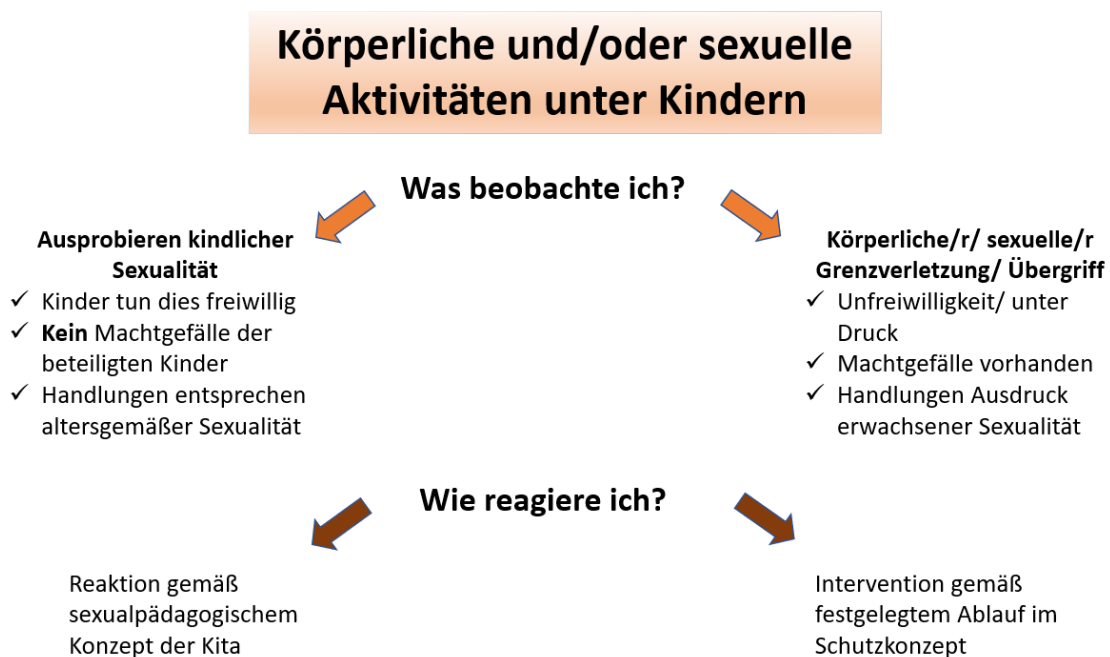 Körperliche und/oder sexuelle
Aktivitäten unter Kindern
Was beobachte ich?
Ausprobieren kindlicher
Sexualität
✓ Kinder tun dies freiwillig
✓ Kein Machtgefälle der
beteiligten Kinder
✓ Handlungen entsprechen
altersgemäßer Sexualität
Körperliche/r/ sexuelle/r
Grenzverletzung/ Übergriff
✓ Unfreiwilligkeit/ unter
Druck
✓ Machtgefälle vorhanden
✓ Handlungen Ausdruck
erwachsener Sexualität
Wie reagiere ich?
Reaktion gemäß
sexualpädagogischem
Konzept der Kita
Intervention gemäß
festgelegtem Ablauf im
Schutzkonzept